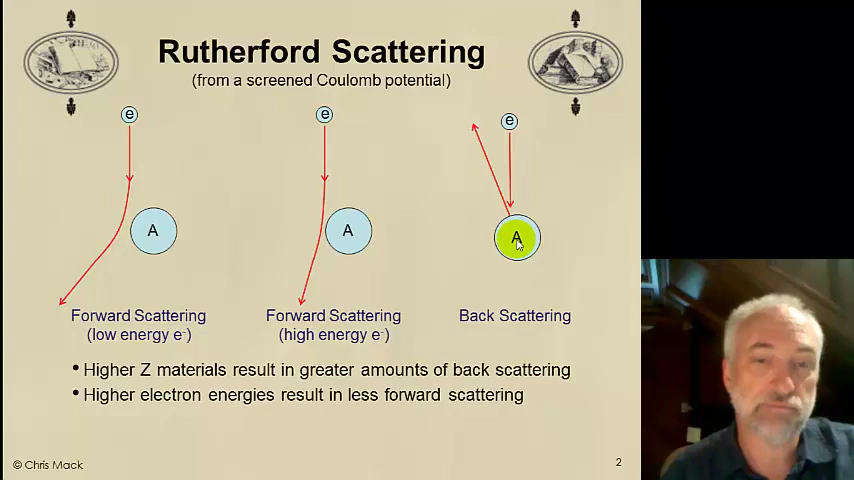 Rutherford Scattering
(from a screened Coulomb potential)
e
e
e
A
A
A
Forward Scattering
(low energy e⁻)
Forward Scattering
(high energy e⁻)
Back Scattering
• Higher Z materials result in greater amounts of back scattering
• Higher electron energies result in less forward scattering
© Chris Mack
2